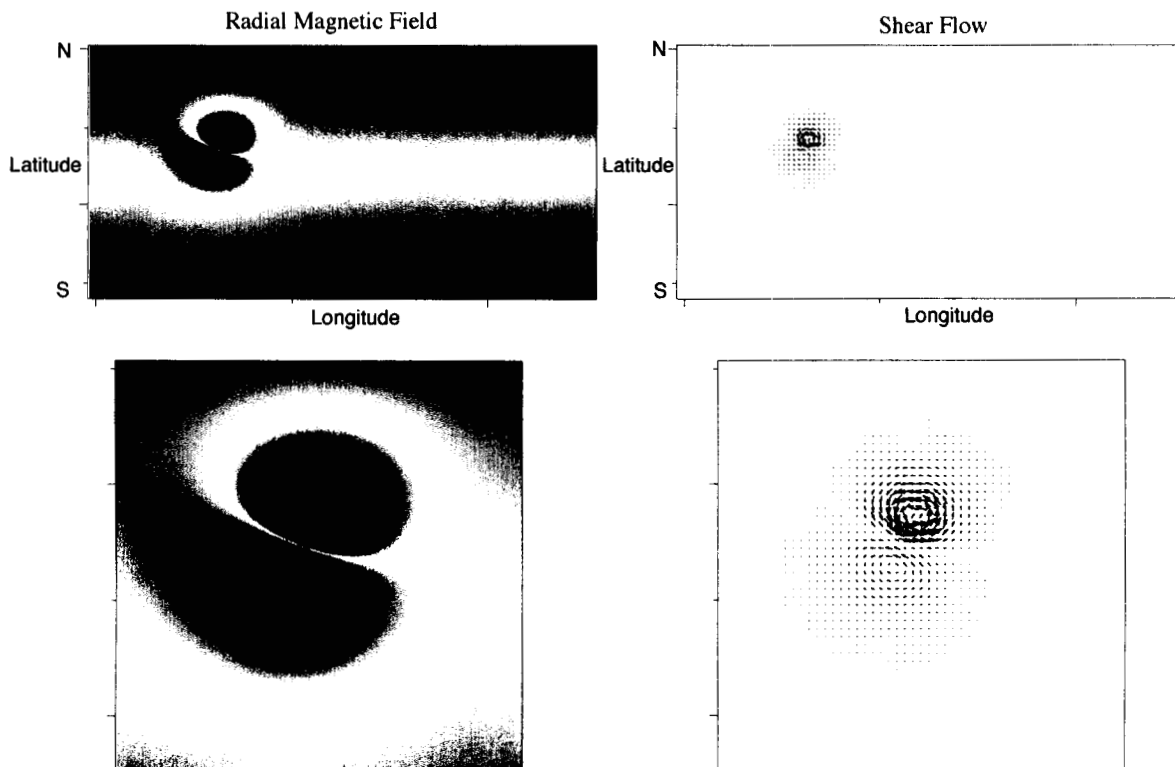 Radial Magnetic Field
Shear Flow
N
Latitude
S
Longitude
N
Latitude
S
Longitude